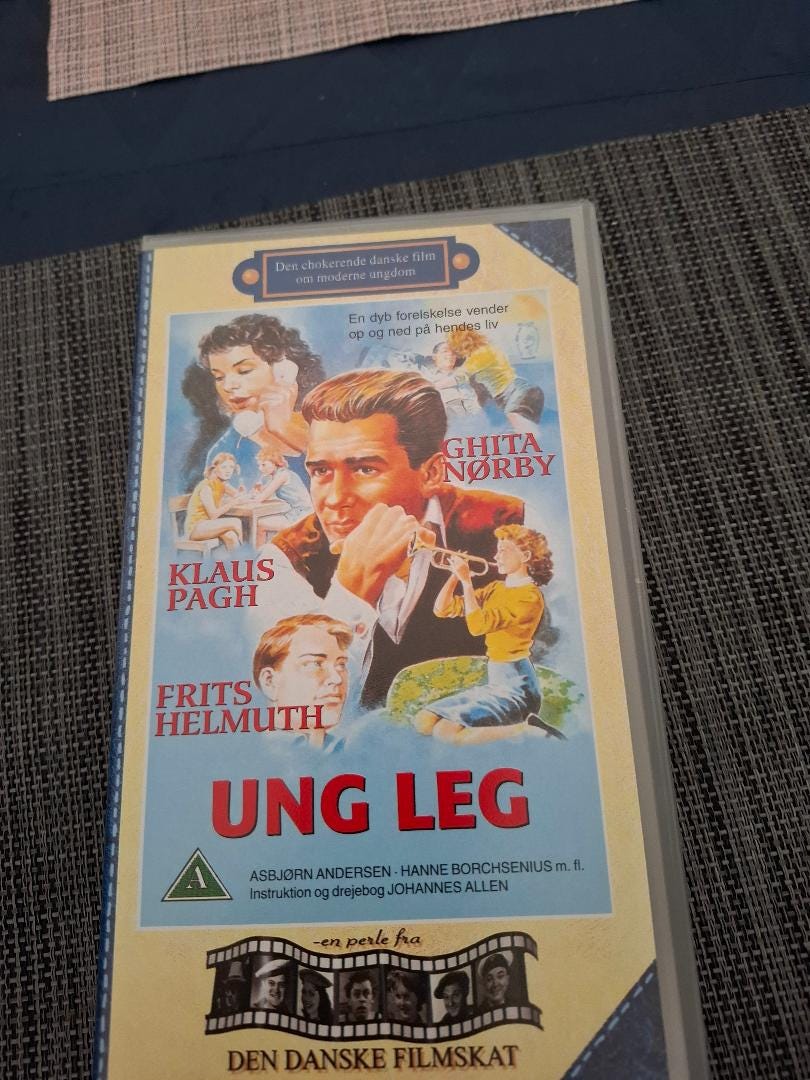 Den chokerende danske film
om moderne ungdom
En dyb forelskelse vender
op og ned på hendes liv
GHITA
NØRBY
KLAUS
PAGH
FRITS
HELMUTH
UNG LEG
A
ASBJØRN ANDERSEN · HANNE BORCHSENIUS m. fl.
Instruktion og drejebog JOHANNES ALLEN
-en perle fra
DEN DANSKE FILMSKAT